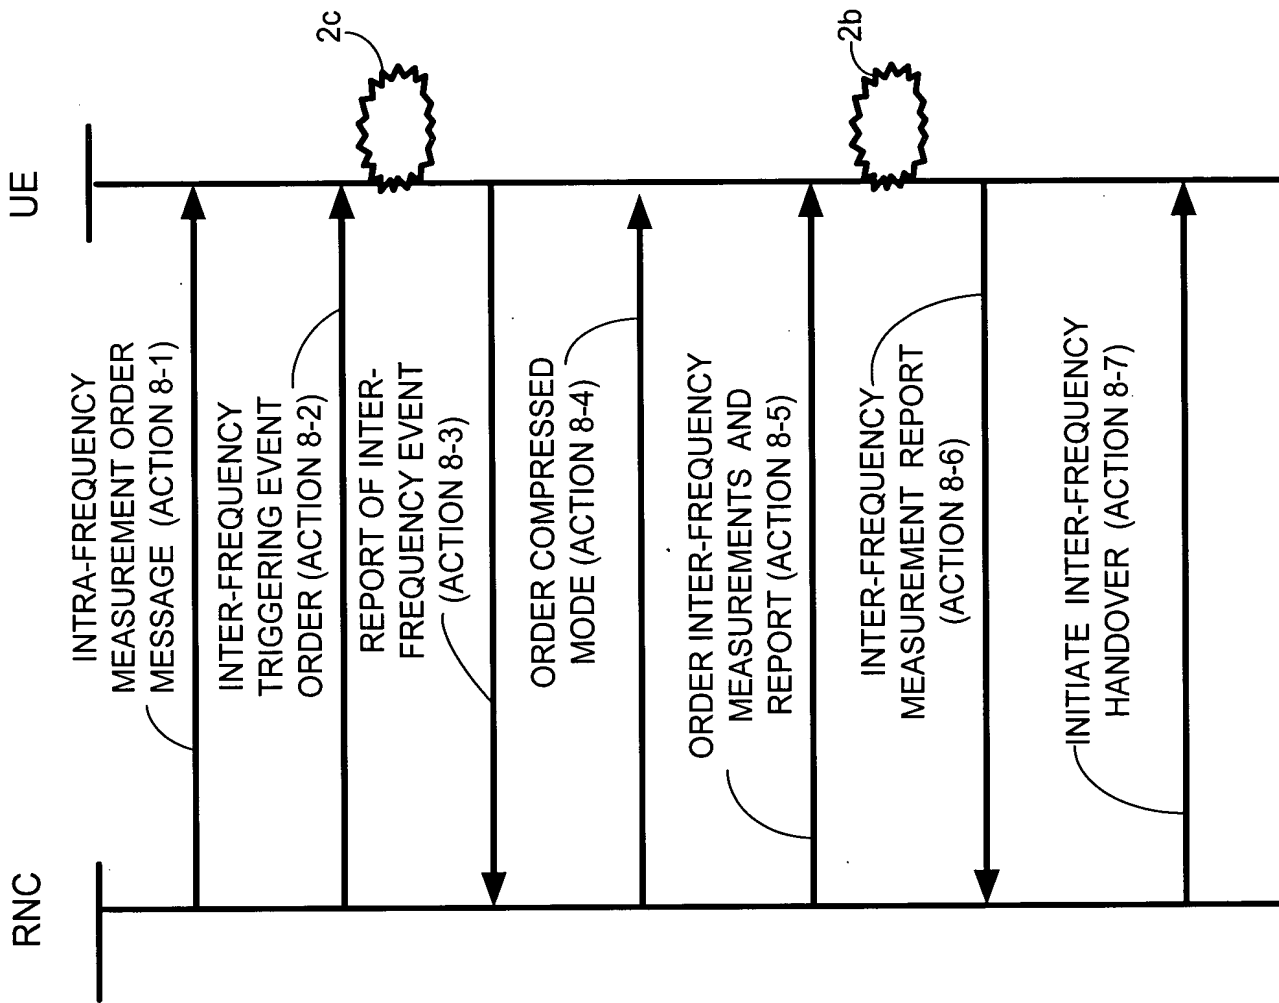 RNC
UE
INTRA-FREQUENCY
MEASUREMENT ORDER
MESSAGE (ACTION 8-1)
INTER-FREQUENCY
TRIGGERING EVENT
ORDER (ACTION 8-2)
2c
REPORT OF INTER-
FREQUENCY EVENT
(ACTION 8-3)
ORDER COMPRESSED
MODE (ACTION 8-4)
ORDER INTER-FREQUENCY
MEASUREMENTS AND
REPORT (ACTION 8-5)
2b
INTER-FREQUENCY
MEASUREMENT REPORT
(ACTION 8-6)
INITIATE INTER-FREQUENCY
HANDOVER (ACTION 8-7)